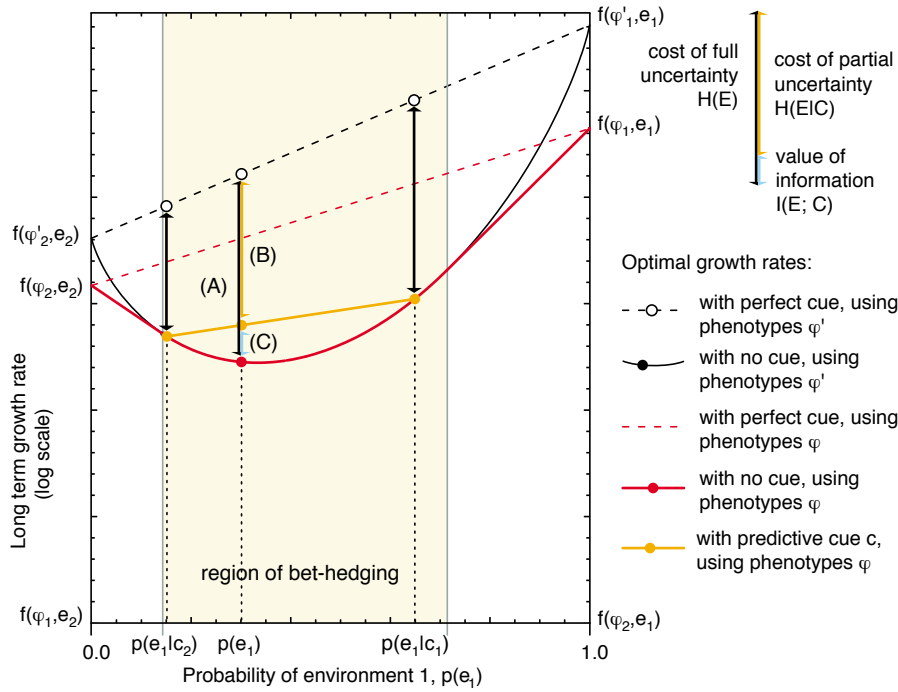 f(φ'₁,e₁)
cost of full
uncertainty
H(E)
cost of partial
uncertainty
H(E|C)
f(φ₁,e₁)
value of
information
I(E; C)
f(φ'₂,e₂)
f(φ₂,e₂)
(A)
(B)
(C)
Optimal growth rates:
with perfect cue, using
phenotypes φ'
with no cue, using
phenotypes φ'
with perfect cue, using
phenotypes φ
with no cue, using
phenotypes φ
with predictive cue c,
using phenotypes φ
Long term growth rate
(log scale)
region of bet-hedging
f(φ₁,e₂)
f(φ₂,e₁)
0.0
p(e₁|c₂)
p(e₁)
p(e₁|c₁)
1.0
Probability of environment 1, p(e₁)